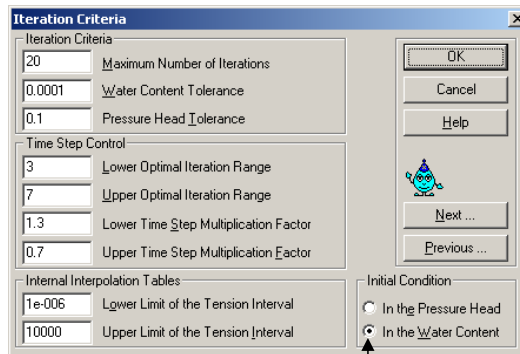 Iteration Criteria
Iteration Criteria
20 Maximum Number of Iterations
0.0001 Water Content Tolerance
0.1 Pressure Head Tolerance
Time Step Control
3 Lower Optimal Iteration Range
7 Upper Optimal Iteration Range
1.3 Lower Time Step Multiplication Factor
0.7 Upper Time Step Multiplication Factor
Internal Interpolation Tables
1e-006 Lower Limit of the Tension Interval
10000 Upper Limit of the Tension Interval
OK
Cancel
Help
Next ...
Previous ...
Initial Condition
In the Pressure Head
In the Water Content